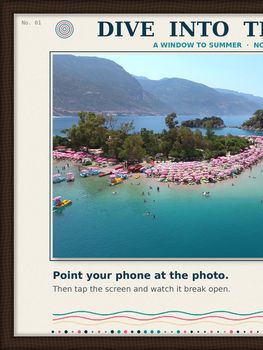 No. 01
DIVE INTO T
A WINDOW TO SUMMER · NO
Point your phone at the photo.
Then tap the screen and watch it break open.